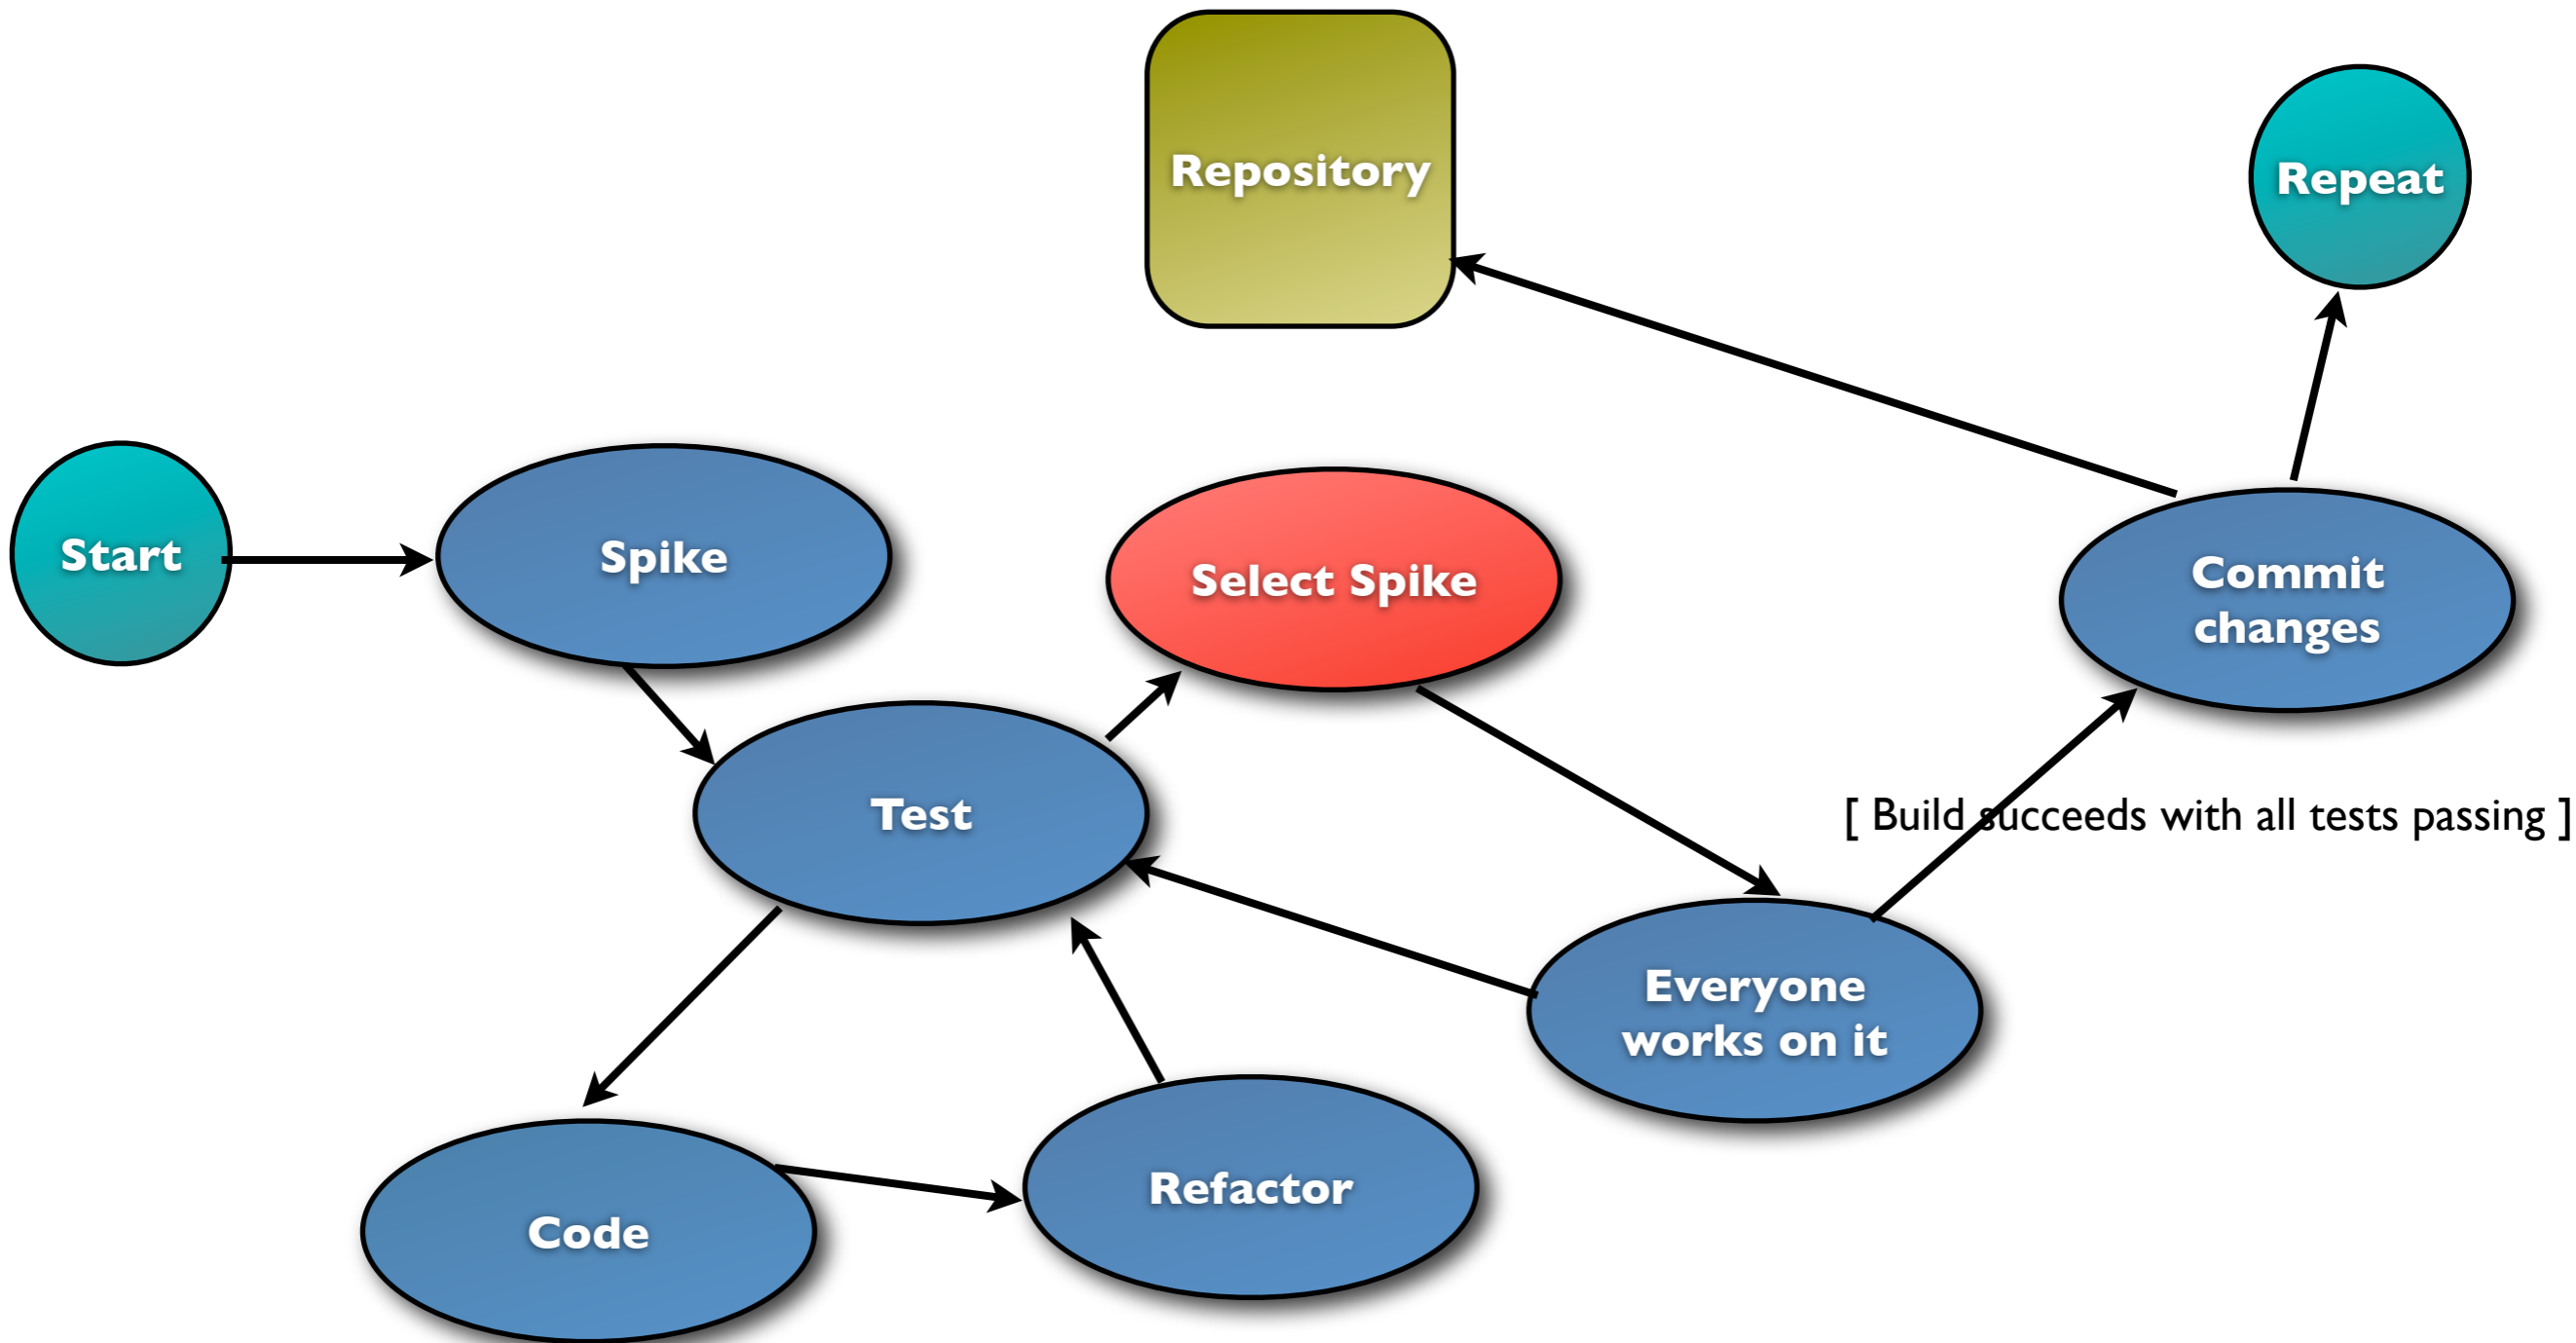 Repository
Repeat
Start
Spike
Select Spike
Commit
changes
Test
[ Build succeeds with all tests passing ]
Everyone
works on it
Refactor
Code